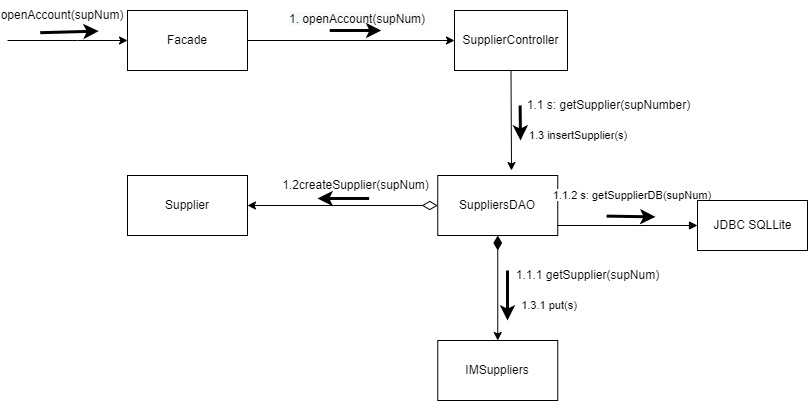 openAccount(supNum)
1. openAccount(supNum)
Facade
SupplierController
1.1 s: getSupplier(supNumber)
1.3 insertSupplier(s)
1.2createSupplier(supNum)
1.1.2 s: getSupplierDB(supNum)
Supplier
SuppliersDAO
JDBC SQLLite
1.1.1 getSupplier(supNum)
1.3.1 put(s)
IMSuppliers